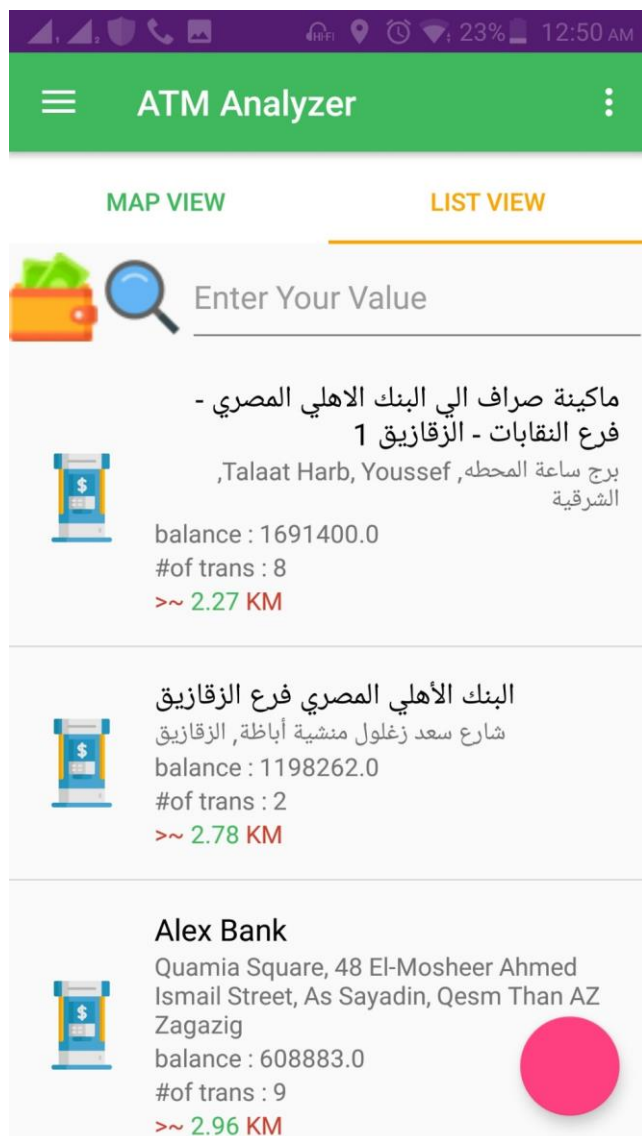 23% 12:50 AM
ATM Analyzer
MAP VIEW
LIST VIEW
Enter Your Value
ماكينة صراف الي البنك الاهلي المصري -
فرع النقابات - الزقازيق 1
برج ساعة المحطه, Talaat Harb, Youssef,
الشرقية
balance : 1691400.0
#of trans : 8
>~ 2.27 KM
البنك الأهلي المصري فرع الزقازيق
شارع سعد زغلول منشية أباظة, الزقازيق
balance : 1198262.0
#of trans : 2
>~ 2.78 KM
Alex Bank
Quamia Square, 48 El-Mosheer Ahmed
Ismail Street, As Sayadin, Qesm Than AZ
Zagazig
balance : 608883.0
#of trans : 9
>~ 2.96 KM